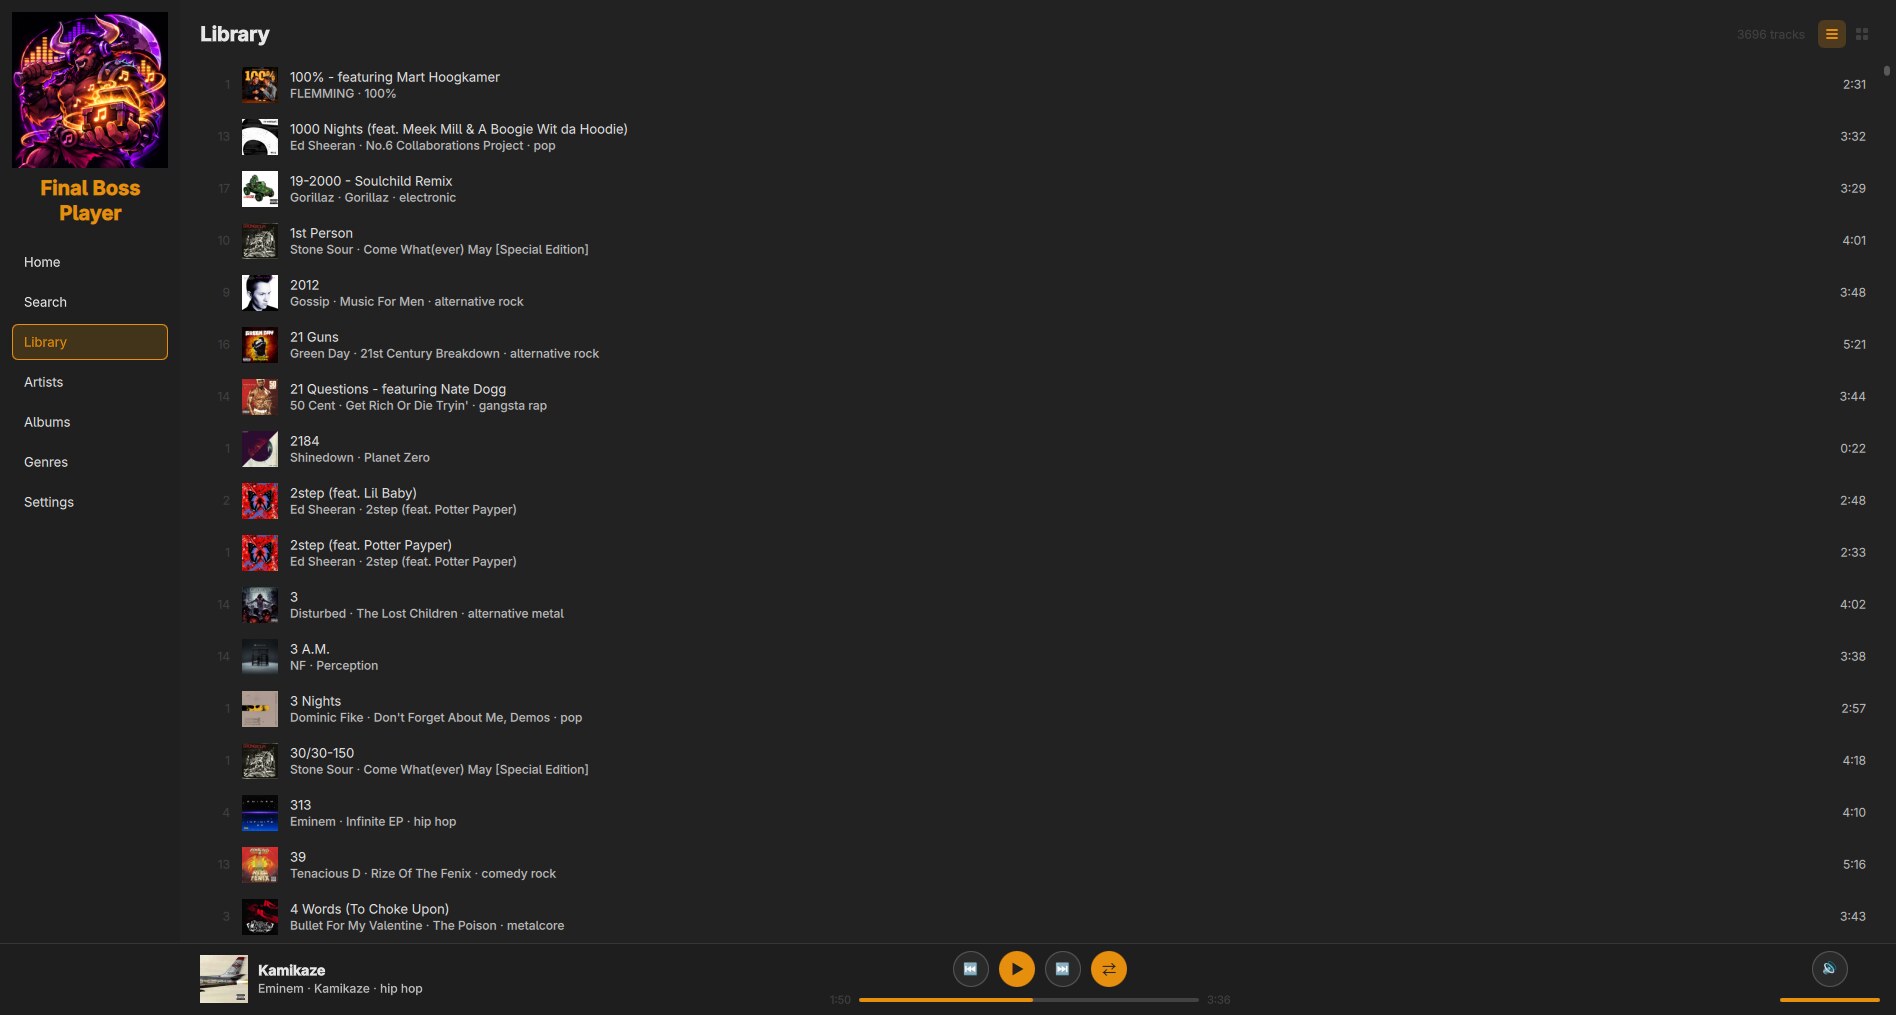 Final Boss
Player
Home
Search
Library
Artists
Albums
Genres
Settings
Library
3696 tracks
1
100%
100% - featuring Mart Hoogkamer
FLEMMING · 100%
2:31
13
1000 Nights (feat. Meek Mill & A Boogie Wit da Hoodie)
Ed Sheeran · No.6 Collaborations Project · pop
3:32
17
19-2000 - Soulchild Remix
Gorillaz · Gorillaz · electronic
3:29
10
1st Person
Stone Sour · Come What(ever) May [Special Edition]
4:01
9
2012
Gossip · Music For Men · alternative rock
3:48
16
21 Guns
Green Day · 21st Century Breakdown · alternative rock
5:21
14
21 Questions - featuring Nate Dogg
50 Cent · Get Rich Or Die Tryin' · gangsta rap
3:44
1
2184
Shinedown · Planet Zero
0:22
2
2step (feat. Lil Baby)
Ed Sheeran · 2step (feat. Potter Payper)
2:48
1
2step (feat. Potter Payper)
Ed Sheeran · 2step (feat. Potter Payper)
2:33
14
3
Disturbed · The Lost Children · alternative metal
4:02
14
3 A.M.
NF · Perception
3:38
1
3 Nights
Dominic Fike · Don't Forget About Me, Demos · pop
2:57
1
30/30-150
Stone Sour · Come What(ever) May [Special Edition]
4:18
4
313
Eminem · Infinite EP · hip hop
4:10
13
39
Tenacious D · Rize Of The Fenix · comedy rock
5:16
3
4 Words (To Choke Upon)
Bullet For My Valentine · The Poison · metalcore
3:43
Kamikaze
Eminem · Kamikaze · hip hop
1:50
3:36